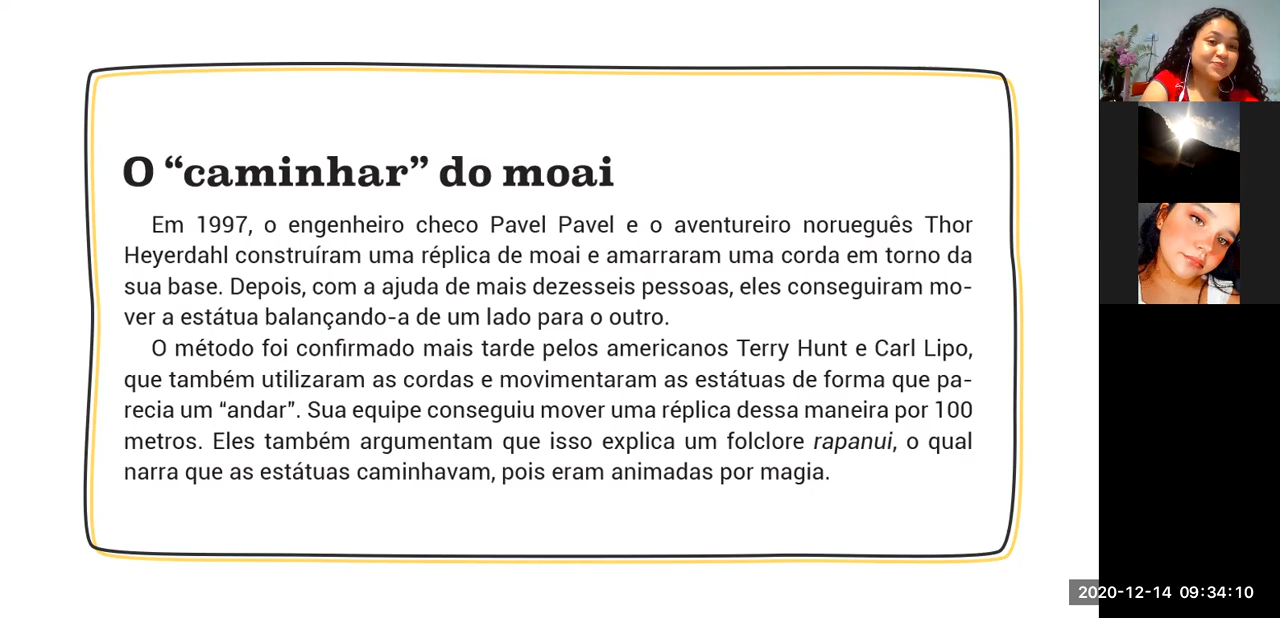 O “caminhar” do moai
Em 1997, o engenheiro checo Pavel Pavel e o aventureiro norueguês Thor
Heyerdahl construíram uma réplica de moai e amarraram uma corda em torno da
sua base. Depois, com a ajuda de mais dezesseis pessoas, eles conseguiram mo-
ver a estátua balançando-a de um lado para o outro.
O método foi confirmado mais tarde pelos americanos Terry Hunt e Carl Lipo,
que também utilizaram as cordas e movimentaram as estátuas de forma que pa-
recia um “andar”. Sua equipe conseguiu mover uma réplica dessa maneira por 100
metros. Eles também argumentam que isso explica um folclore rapanui, o qual
narra que as estátuas caminhavam, pois eram animadas por magia.
2020-12-14 09:34:10